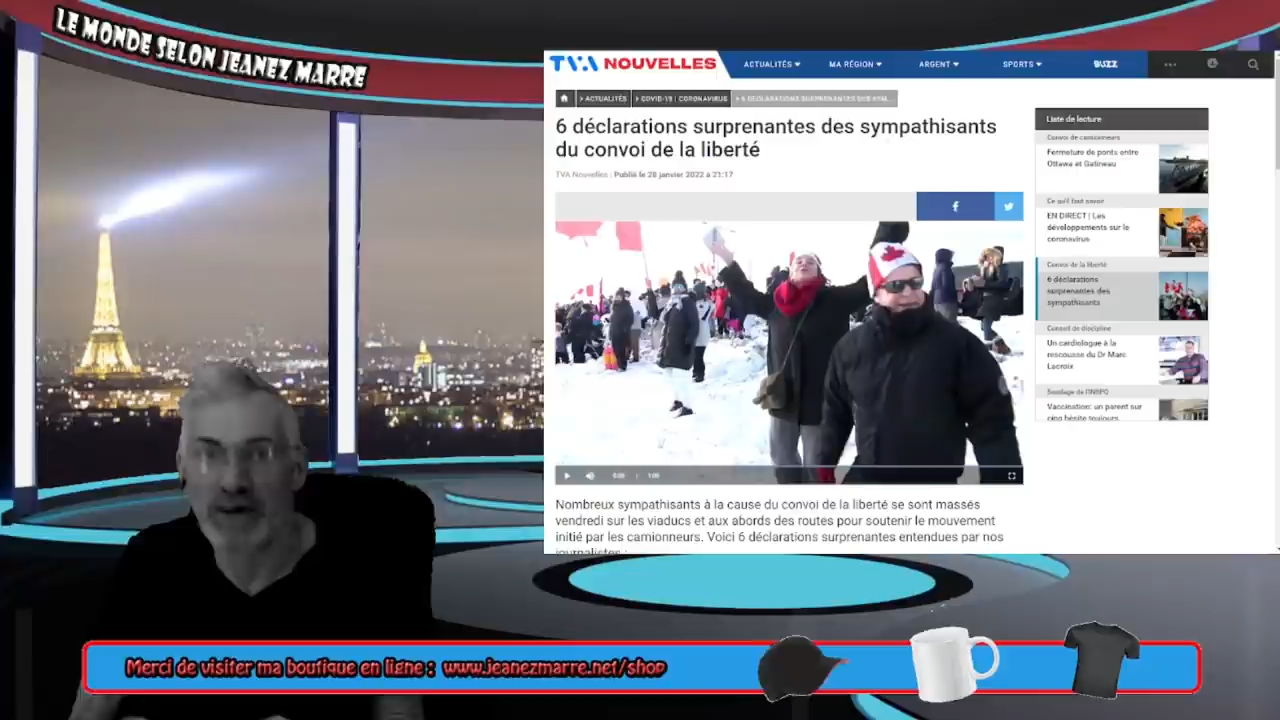 LE MONDE SELON JEANEZ MARRE
TVA NOUVELLES
ACTUALITÉS
MA RÉGION
ARGENT
SPORTS
BUZZ
ACTUALITÉS
COVID-19 | CORONAVIRUS
6 déclarations surprenantes des sympathisants
du convoi de la liberté
TVA Nouvelles | Publié le 28 janvier 2022 à 21:17
Liste de lecture
Convoi de camionneurs
Fermeture de ponts entre
Ottawa et Gatineau
Ce qu'il faut savoir
EN DIRECT | Les
développements sur le
coronavirus
Convoi de la liberté
6 déclarations
surprenantes des
sympathisants
Conseil de discipline
Un cardiologue à la
rescousse du Dr Marc
Lacroix
Sondage de l'INSPQ
Vaccination: un parent sur
cinq hésite toujours
Nombreux sympathisants à la cause du convoi de la liberté se sont massés
vendredi sur les viaducs et aux abords des routes pour soutenir le mouvement
initié par les camionneurs. Voici 6 déclarations surprenantes entendues par nos
journalistes :
Merci de visiter ma boutique en ligne : www.jeanezmarre.net/shop